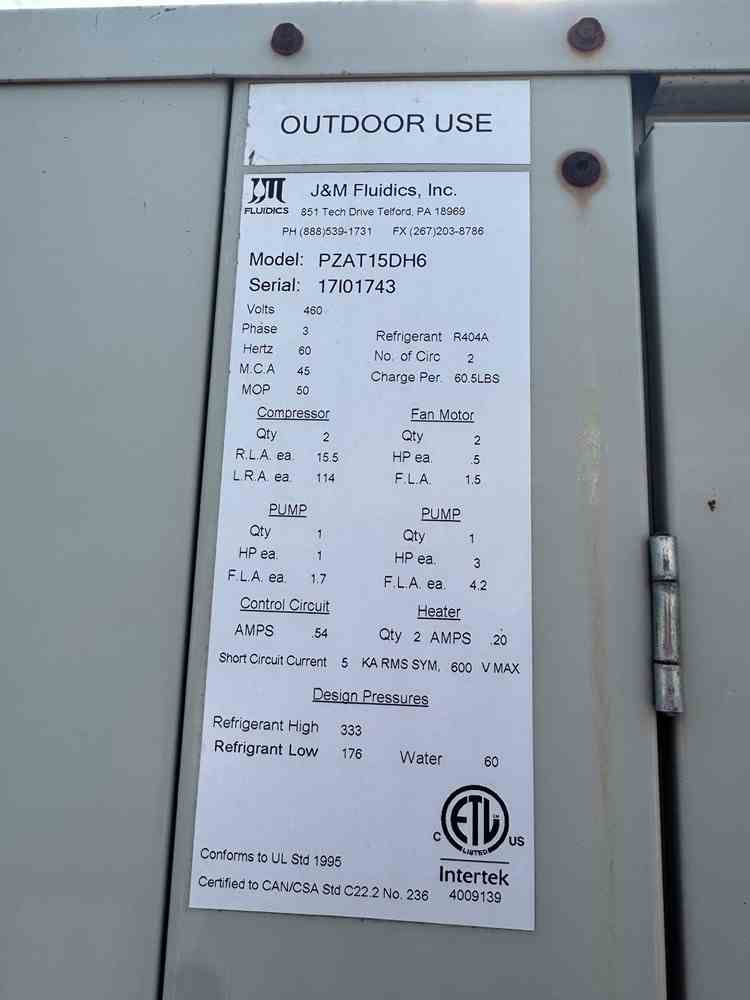 OUTDOOR USE
JM FLUIDICS
J&M Fluidics, Inc.
851 Tech Drive Telford, PA 18969
PH (888)539-1731 FX (267)203-8786
Model: PZAT15DH6
Serial: 17I01743
Volts 460
Phase 3
Hertz 60
M.C.A 45
MOP 50
Refrigerant R404A
No. of Circ 2
Charge Per. 60.5LBS
Compressor
Qty 2
R.L.A. ea. 15.5
L.R.A. ea. 114
Fan Motor
Qty 2
HP ea. .5
F.L.A. 1.5
PUMP
Qty 1
HP ea. 1
F.L.A. ea. 1.7
PUMP
Qty 1
HP ea. 3
F.L.A. ea. 4.2
Control Circuit
AMPS .54
Heater
Qty 2 AMPS .20
Short Circuit Current 5 KA RMS SYM, 600 V MAX
Design Pressures
Refrigerant High 333
Refrigrant Low 176
Water 60
C ETL US
LISTED
Intertek
4009139
Conforms to UL Std 1995
Certified to CAN/CSA Std C22.2 No. 236